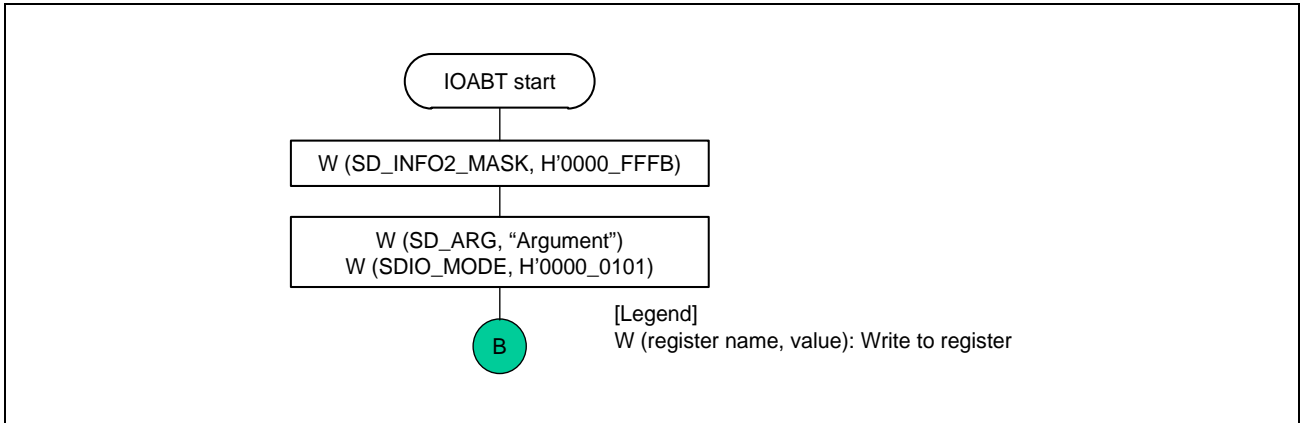 IOABT start
W (SD_INFO2_MASK, H'0000_FFFB)
W (SD_ARG, “Argument”)
W (SDIO_MODE, H'0000_0101)
B
[Legend]
W (register name, value): Write to register